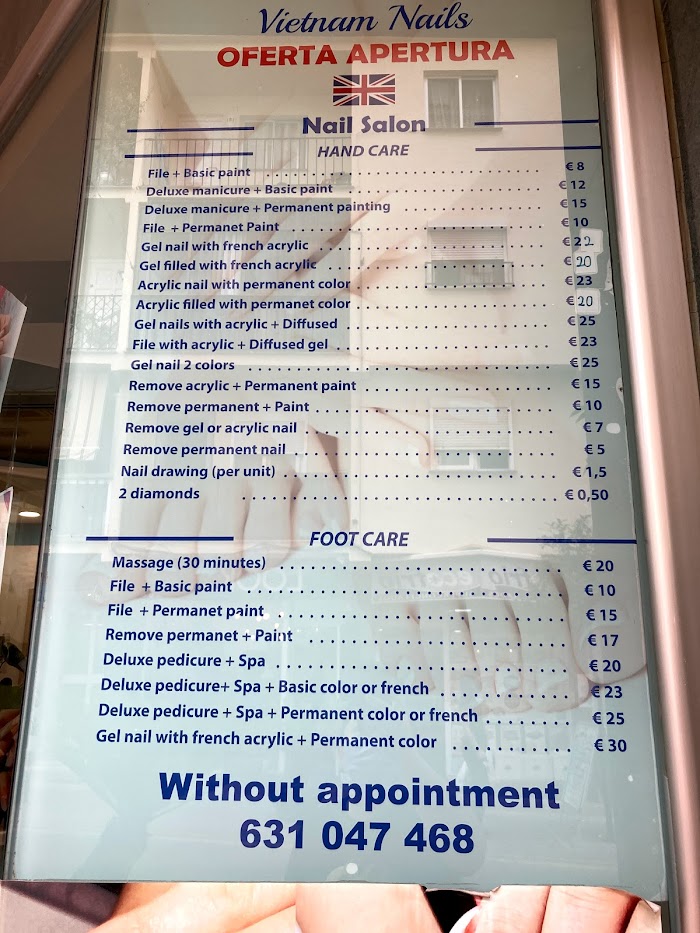 Vietnam Nails
OFERTA APERTURA
Nail Salon
HAND CARE
File + Basic paint € 8
Deluxe manicure + Basic paint € 12
Deluxe manicure + Permanent painting € 15
File + Permanet Paint € 10
Gel nail with french acrylic € 22
Gel filled with french acrylic € 20
Acrylic nail with permanent color € 23
Acrylic filled with permanet color € 20
Gel nails with acrylic + Diffused € 25
File with acrylic + Diffused gel € 23
Gel nail 2 colors € 25
Remove acrylic + Permanent paint € 15
Remove permanent + Paint € 10
Remove gel or acrylic nail € 7
Remove permanent nail € 5
Nail drawing (per unit) € 1,5
2 diamonds € 0,50
FOOT CARE
Massage (30 minutes) € 20
File + Basic paint € 10
File + Permanet paint € 15
Remove permanet + Paint € 17
Deluxe pedicure + Spa € 20
Deluxe pedicure+ Spa + Basic color or french € 23
Deluxe pedicure + Spa + Permanent color or french € 25
Gel nail with french acrylic + Permanent color € 30
Without appointment
631 047 468